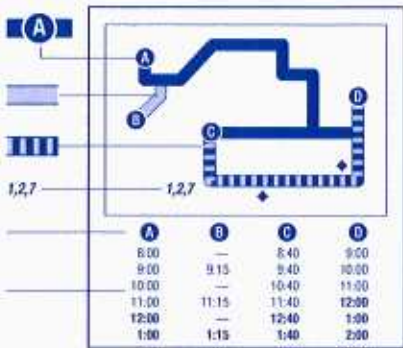 A
A
D
B
C
1,2,7 1,2,7
A B C D
8:00 — 8:40 9:00
9:00 9:15 9:40 10:00
10:00 — 10:40 11:00
11:00 11:15 11:40 12:00
12:00 — 12:40 1:00
1:00 1:15 1:40 2:00